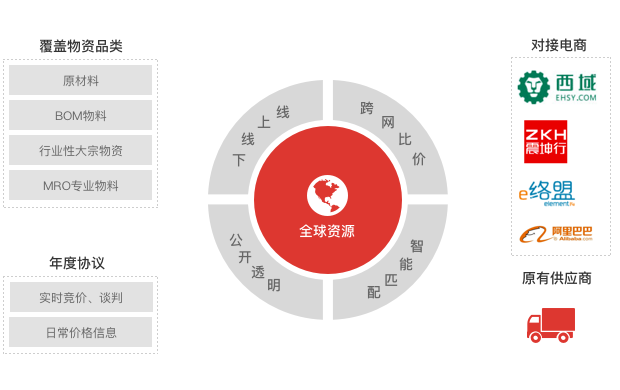 覆盖物资品类
原材料
BOM物料
行业性大宗物资
MRO专业物料
年度协议
实时竞价、谈判
日常价格信息
线上线下
跨网比价
全球资源
公开透明
智能匹配
对接电商
西域
EHSY.COM
ZKH
震坤行
e络盟
element14
阿里巴巴
Alibaba.com
原有供应商